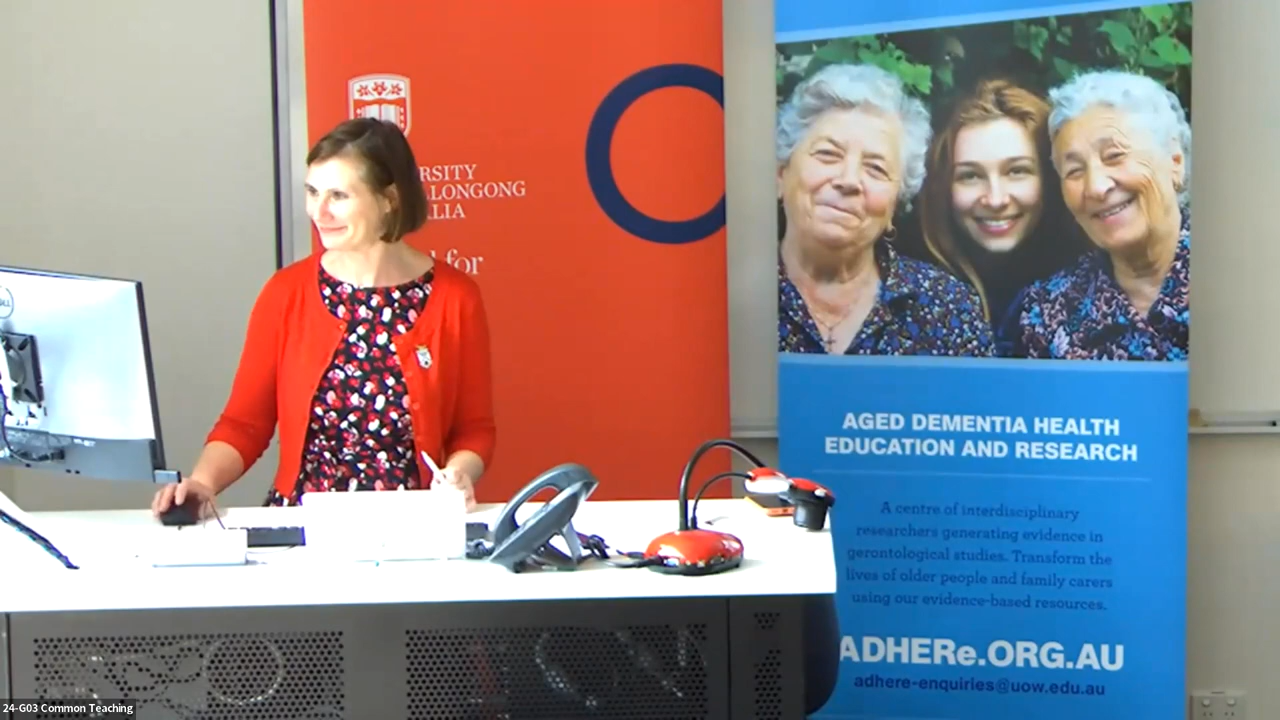 RSITY
LLONGONG
LIA
for
AGED DEMENTIA HEALTH
EDUCATION AND RESEARCH
A centre of interdisciplinary
researchers generating evidence in
gerontological studies. Transform the
lives of older people and family carers
using our evidence-based resources.
ADHERe.ORG.AU
adhere-enquiries@uow.edu.au
24-G03 Common Teaching